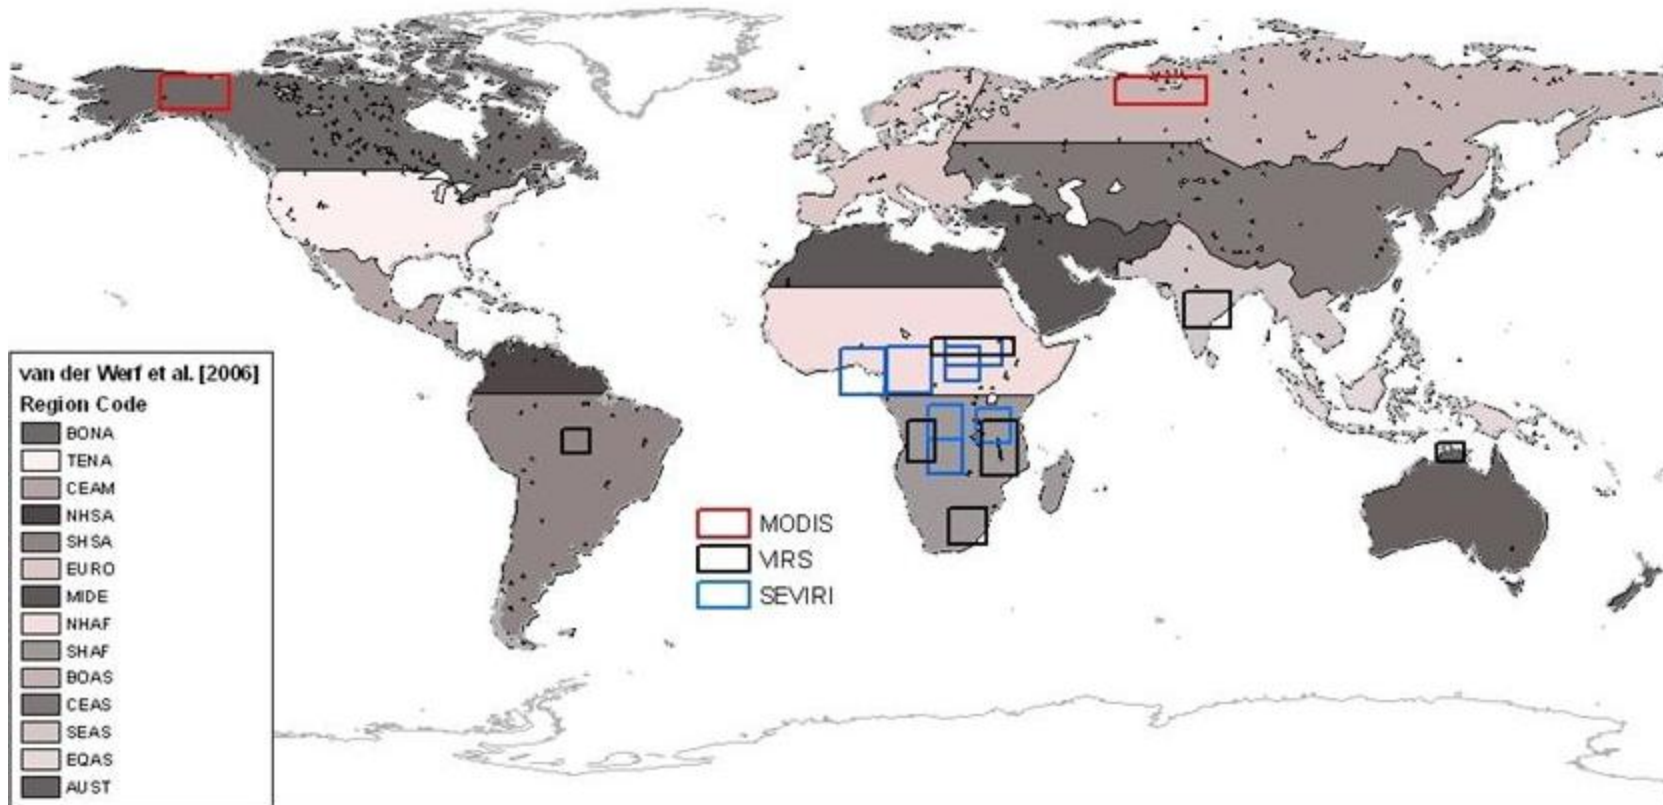 van der Werf et al. [2006]
Region Code
BONA
TENA
CEAM
NHSA
SHSA
EURO
MIDE
NHAF
SHAF
BOAS
CEAS
SEAS
EQAS
AUST
MODIS
VIRS
SEVIRI